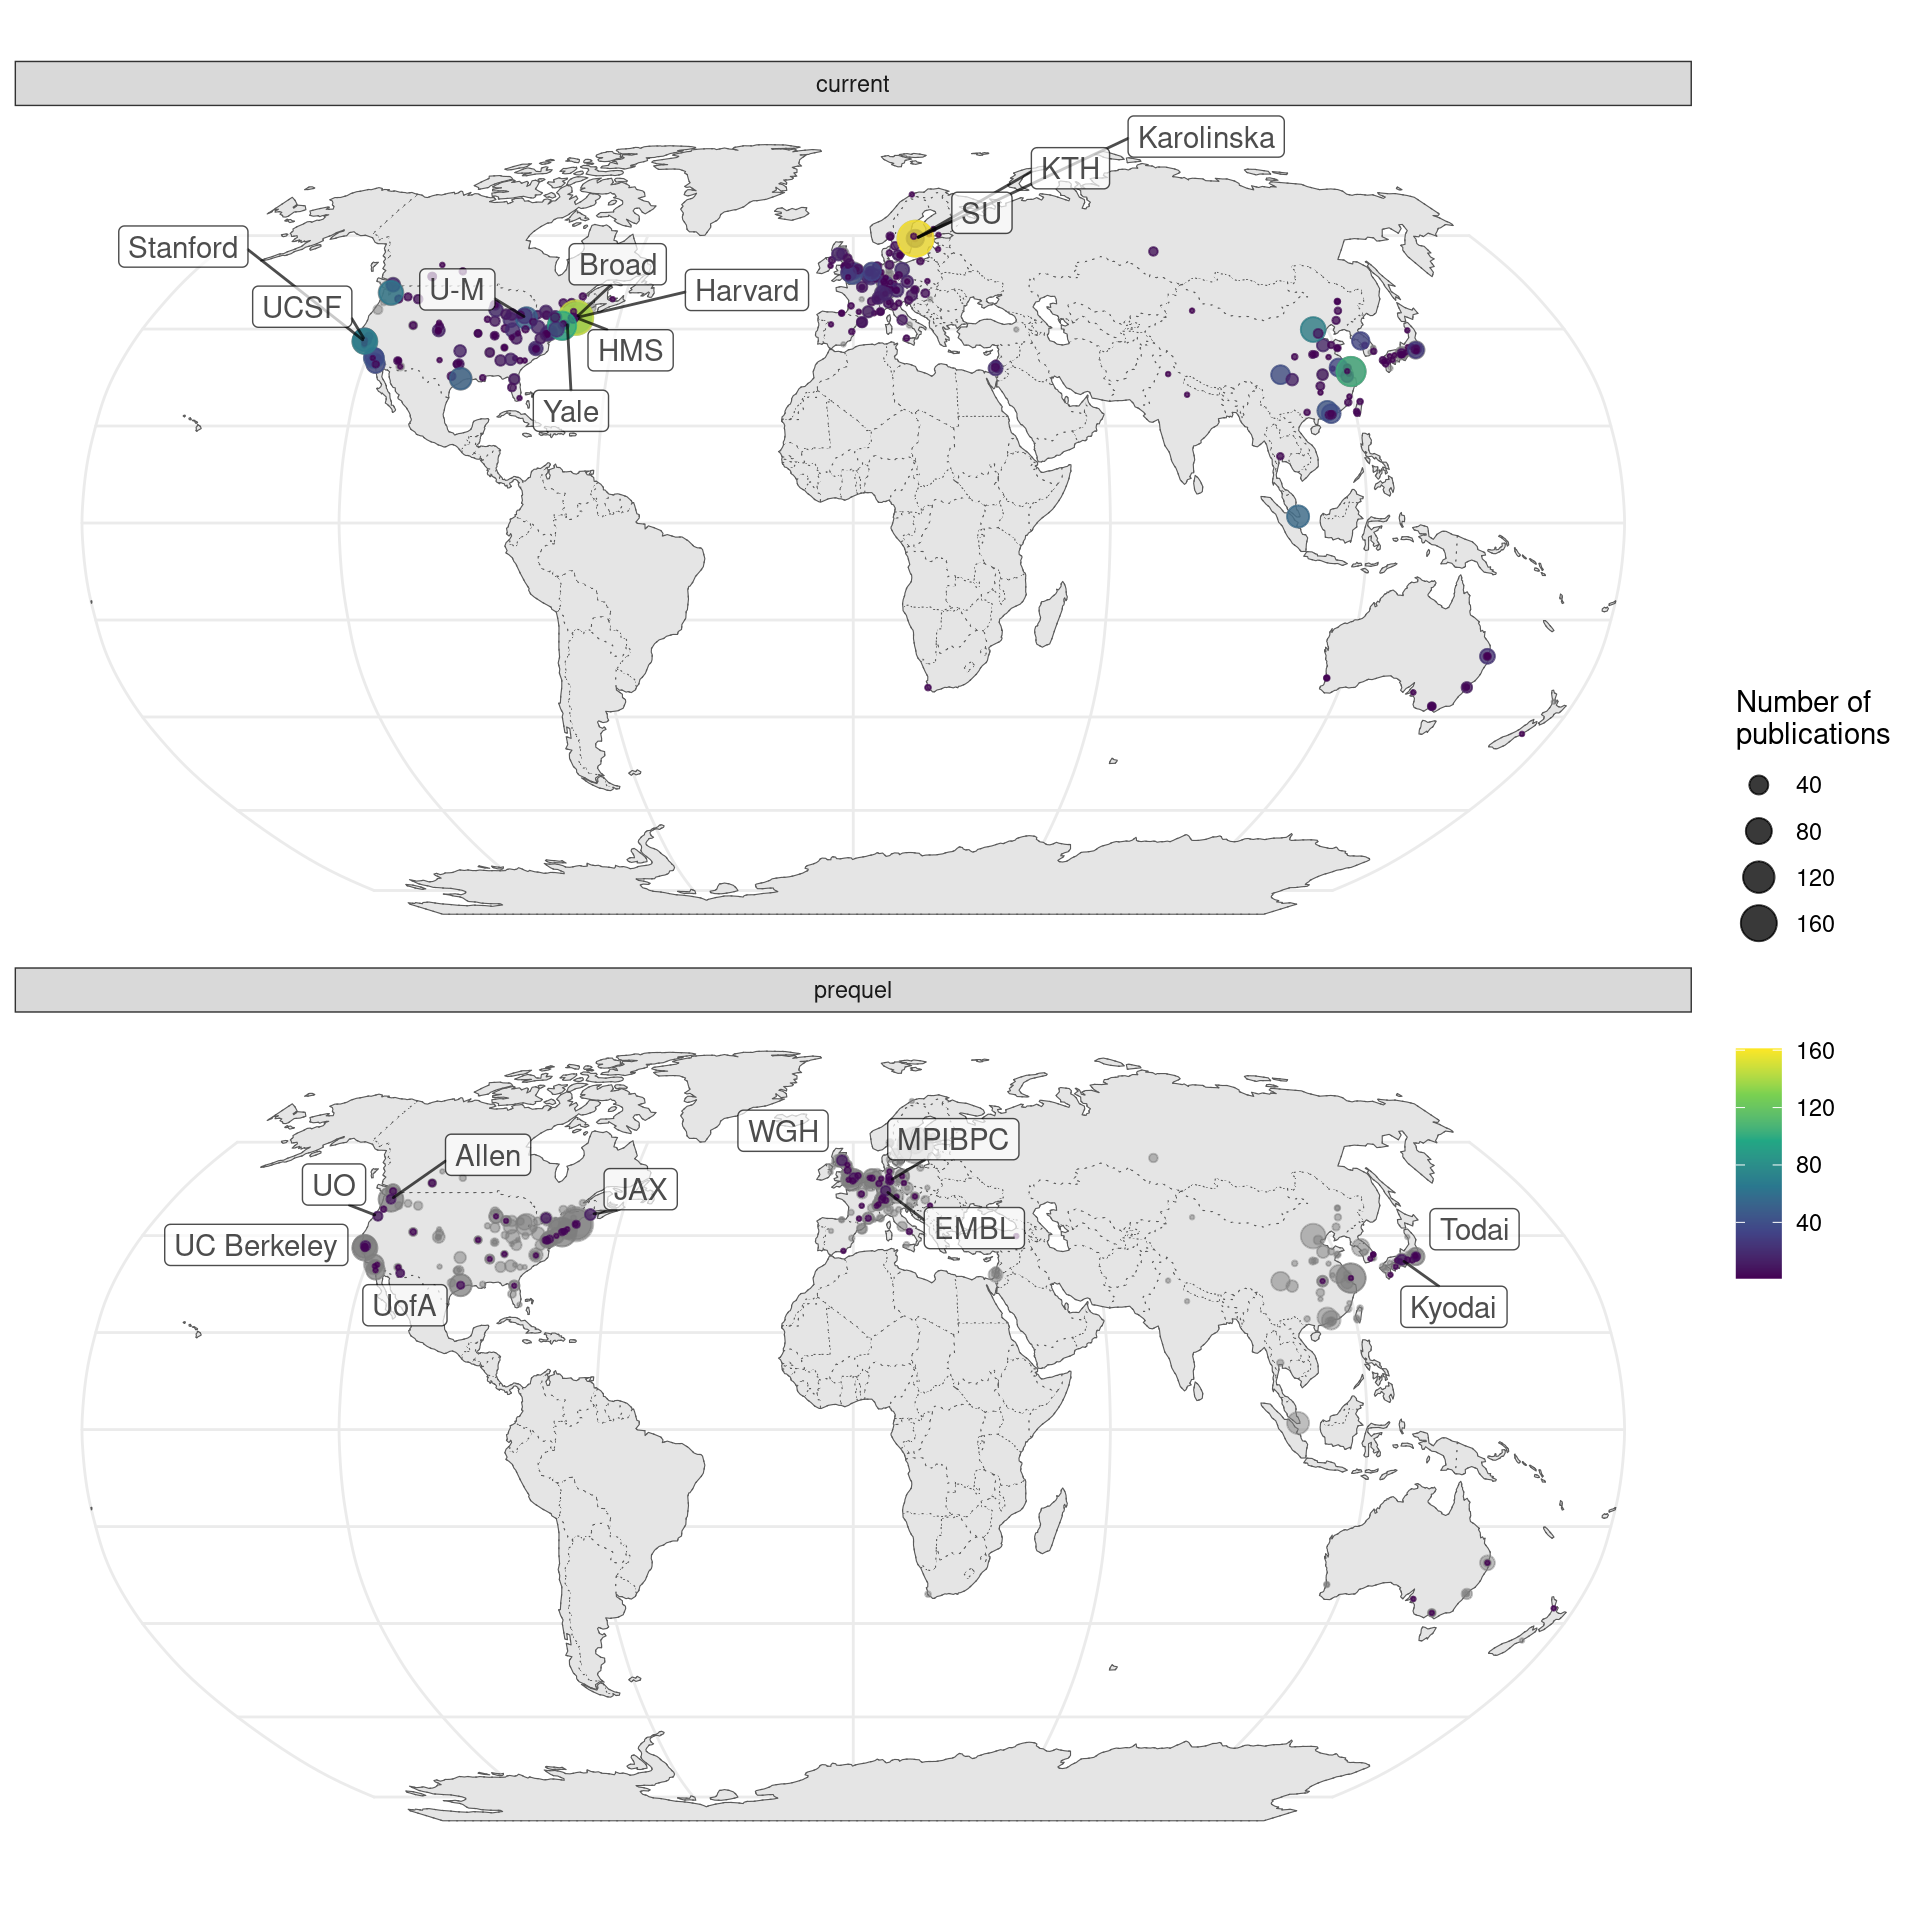 current
Karolinska
KTH
SU
Stanford
Broad
U-M
Harvard
UCSF
HMS
Yale
Number of
publications
40
80
120
160
prequel
160
120
80
40
WGH
MPIBPC
Allen
UO
JAX
UC Berkeley
EMBL
Todai
UofA
Kyodai